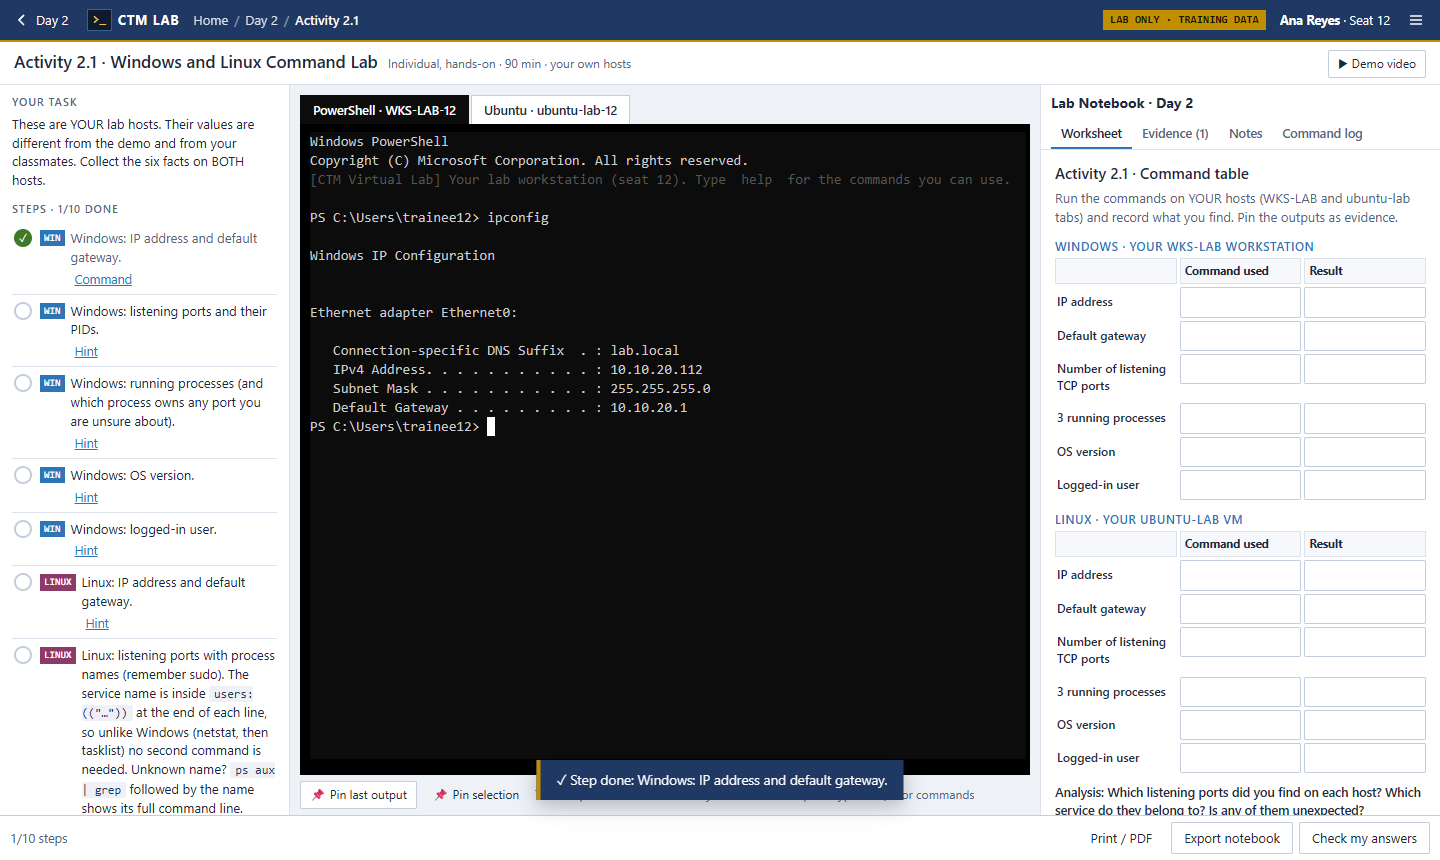 Day 2
>_ CTM LAB
Home / Day 2 / Activity 2.1
LAB ONLY · TRAINING DATA
Ana Reyes · Seat 12
Activity 2.1 · Windows and Linux Command Lab
Individual, hands-on · 90 min · your own hosts
▶ Demo video
YOUR TASK
These are YOUR lab hosts. Their values are
different from the demo and from your
classmates. Collect the six facts on BOTH
hosts.
STEPS · 1/10 DONE
WIN Windows: IP address and default
gateway.
Command
WIN Windows: listening ports and their
PIDs.
Hint
WIN Windows: running processes (and
which process owns any port you
are unsure about).
Hint
WIN Windows: OS version.
Hint
WIN Windows: logged-in user.
Hint
LINUX Linux: IP address and default
gateway.
Hint
LINUX Linux: listening ports with process
names (remember sudo). The
service name is inside users:
(("…")) at the end of each line,
so unlike Windows (netstat, then
tasklist) no second command is
needed. Unknown name? ps aux
| grep followed by the name
shows its full command line.
PowerShell · WKS-LAB-12
Ubuntu · ubuntu-lab-12
Windows PowerShell
Copyright (C) Microsoft Corporation. All rights reserved.
[CTM Virtual Lab] Your lab workstation (seat 12). Type help for the commands you can use.
PS C:\Users\trainee12> ipconfig
Windows IP Configuration
Ethernet adapter Ethernet0:
Connection-specific DNS Suffix . : lab.local
IPv4 Address. . . . . . . . . . . : 10.10.20.112
Subnet Mask . . . . . . . . . . . : 255.255.255.0
Default Gateway . . . . . . . . . : 10.10.20.1
PS C:\Users\trainee12>
Pin last output
Pin selection
or commands
✓ Step done: Windows: IP address and default gateway.
Lab Notebook · Day 2
Worksheet
Evidence (1)
Notes
Command log
Activity 2.1 · Command table
Run the commands on YOUR hosts (WKS-LAB and ubuntu-lab
tabs) and record what you find. Pin the outputs as evidence.
WINDOWS · YOUR WKS-LAB WORKSTATION
Command used Result
IP address
Default gateway
Number of listening
TCP ports
3 running processes
OS version
Logged-in user
LINUX · YOUR UBUNTU-LAB VM
Command used Result
IP address
Default gateway
Number of listening
TCP ports
3 running processes
OS version
Logged-in user
Analysis: Which listening ports did you find on each host? Which
service do they belong to? Is any of them unexpected?
1/10 steps
Print / PDF
Export notebook
Check my answers